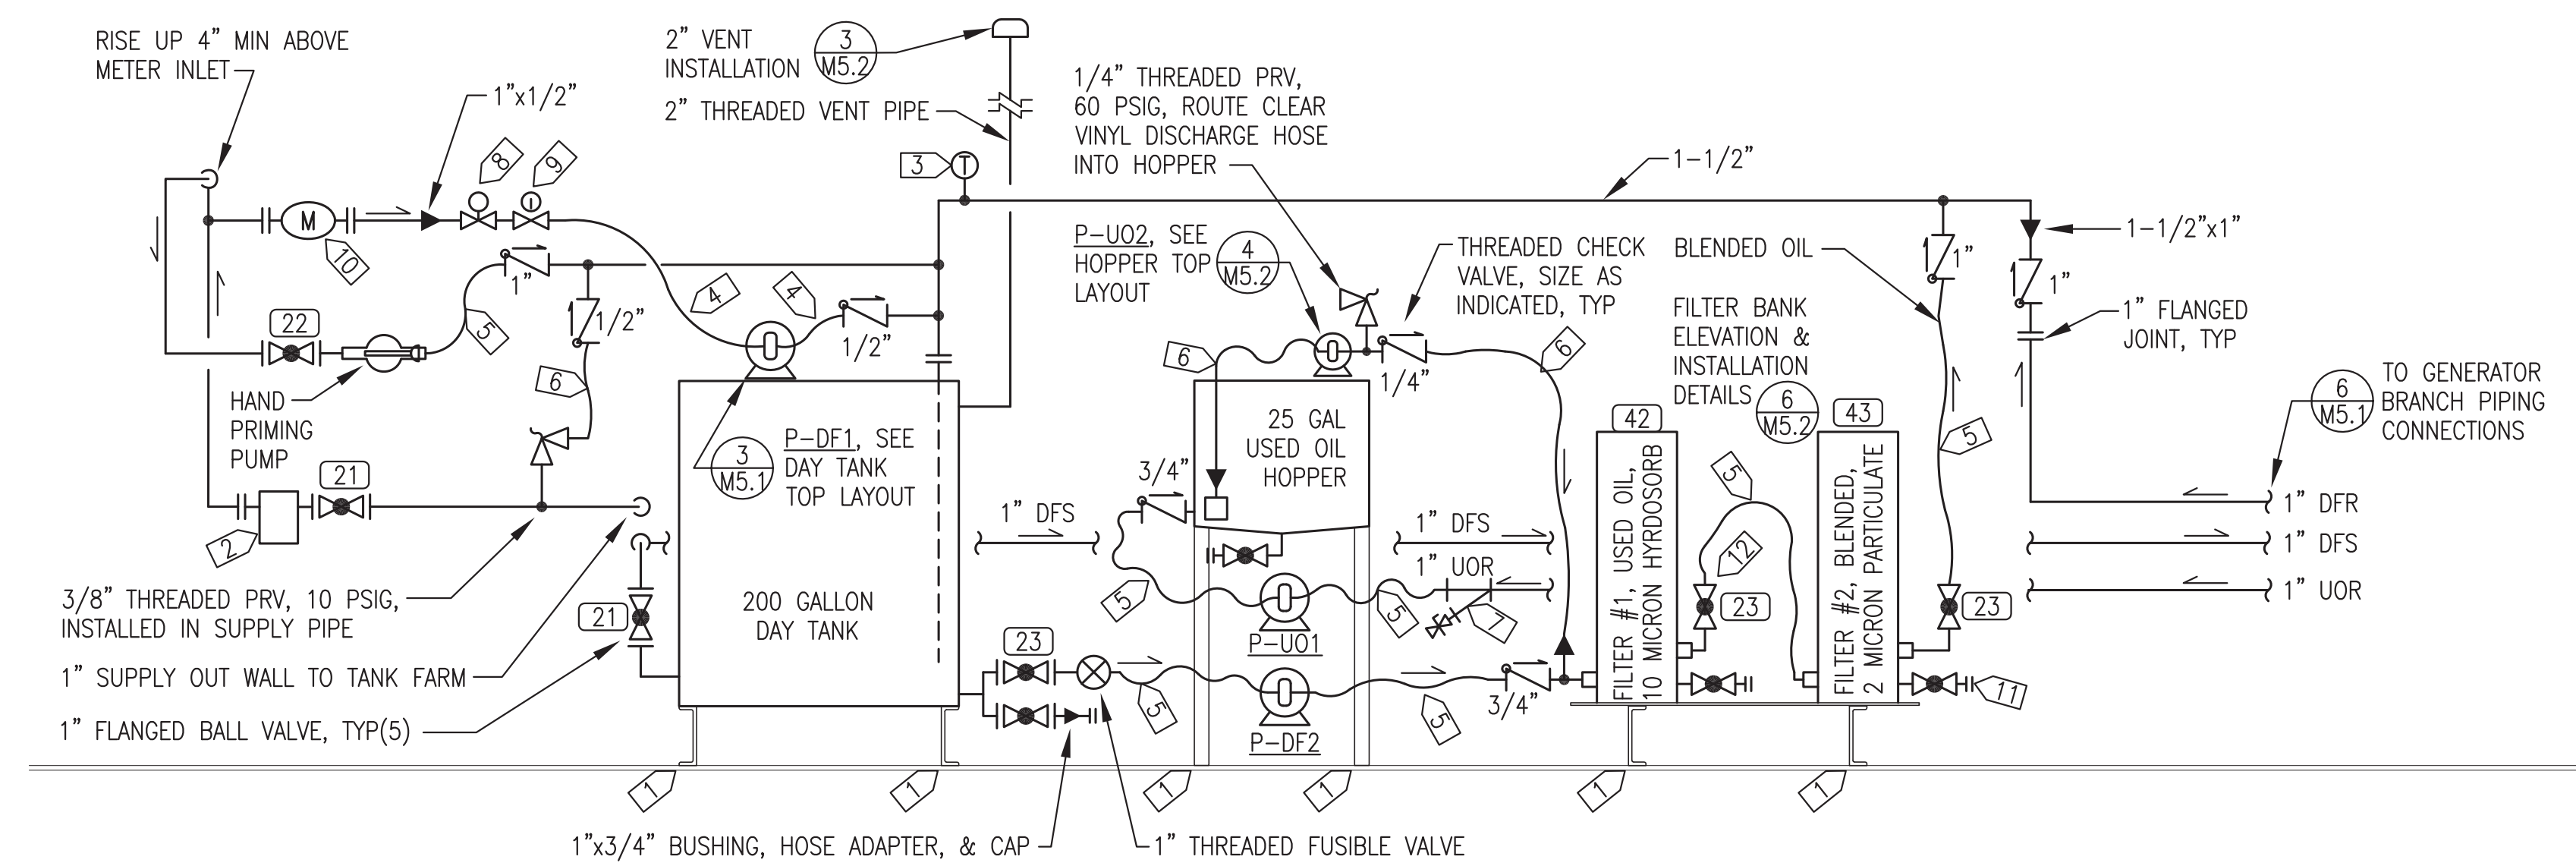 RISE UP 4" MIN ABOVE
METER INLET
1"x1/2"
8
9
M
10
22
1"
5
HAND
PRIMING
PUMP
1/2"
6
21
2
3/8" THREADED PRV, 10 PSIG,
INSTALLED IN SUPPLY PIPE
1" SUPPLY OUT WALL TO TANK FARM
1" FLANGED BALL VALVE, TYP(5)
21
2" VENT
INSTALLATION
3
M5.2
2" THREADED VENT PIPE
3
T
4
4
1/2"
3
M5.1
P-DF1, SEE
DAY TANK
TOP LAYOUT
200 GALLON
DAY TANK
1" DFS
23
1"x3/4" BUSHING, HOSE ADAPTER, & CAP
1" THREADED FUSIBLE VALVE
1/4" THREADED PRV,
60 PSIG, ROUTE CLEAR
VINYL DISCHARGE HOSE
INTO HOPPER
P-UO2, SEE
HOPPER TOP
LAYOUT
4
M5.2
6
1/4"
6
THREADED CHECK
VALVE, SIZE AS
INDICATED, TYP
25 GAL
USED OIL
HOPPER
3/4"
5
P-UO1
5
1" DFS
1" UOR
7
5
P-DF2
5
3/4"
1-1/2"
BLENDED OIL
FILTER BANK
ELEVATION &
INSTALLATION
DETAILS
6
M5.2
42
FILTER #1, USED OIL,
10 MICRON HYRDOSORB
5
12
23
43
FILTER #2, BLENDED,
2 MICRON PARTICULATE
1"
5
23
11
1-1/2"x1"
1"
1" FLANGED
JOINT, TYP
6
M5.1
TO GENERATOR
BRANCH PIPING
CONNECTIONS
1" DFR
1" DFS
1" UOR
1
1
1
1
1
1